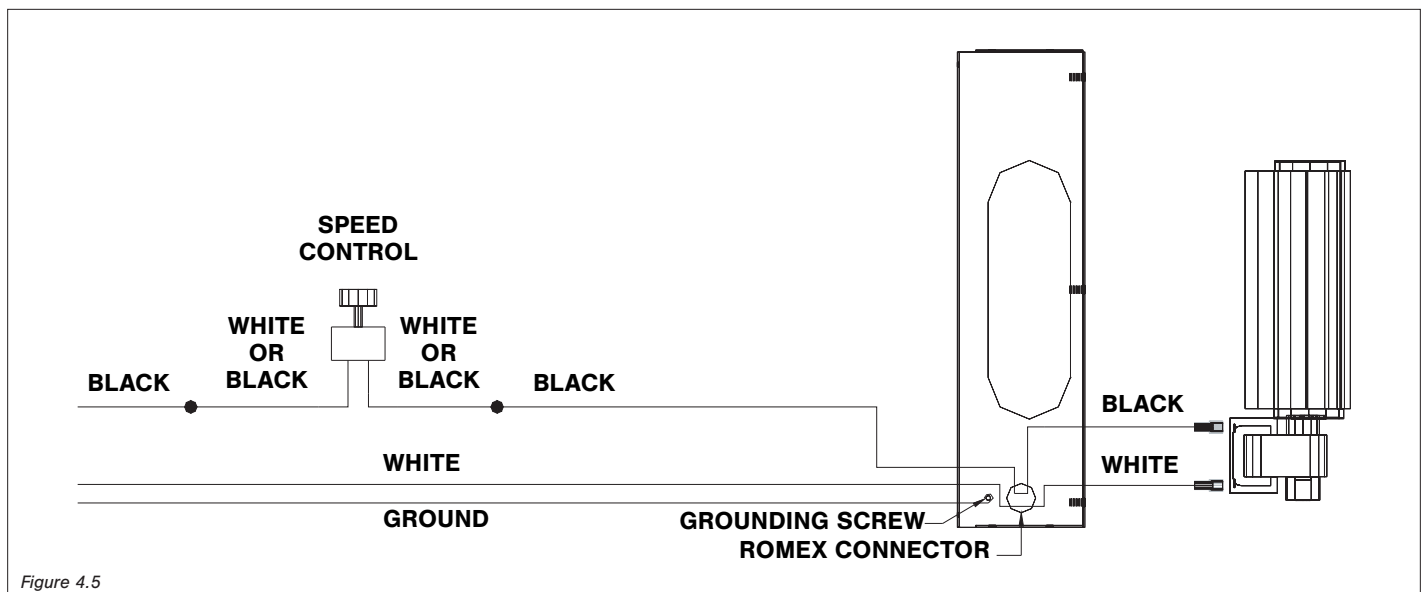 SPEED
CONTROL
WHITE
OR
BLACK
WHITE
OR
BLACK
BLACK
BLACK
BLACK
WHITE
WHITE
GROUND
GROUNDING SCREW
ROMEX CONNECTOR
Figure 4.5